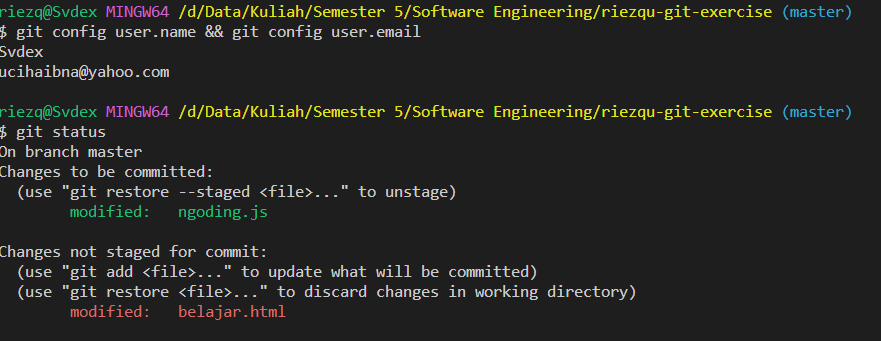 riezq@Svdex MINGW64 /d/Data/Kuliah/Semester 5/Software Engineering/riezqu-git-exercise (master)
$ git config user.name && git config user.email
Svdex
ucihaibna@yahoo.com

riezq@Svdex MINGW64 /d/Data/Kuliah/Semester 5/Software Engineering/riezqu-git-exercise (master)
$ git status
On branch master
Changes to be committed:
  (use "git restore --staged <file>..." to unstage)
        modified:   ngoding.js

Changes not staged for commit:
  (use "git add <file>..." to update what will be committed)
  (use "git restore <file>..." to discard changes in working directory)
        modified:   belajar.html